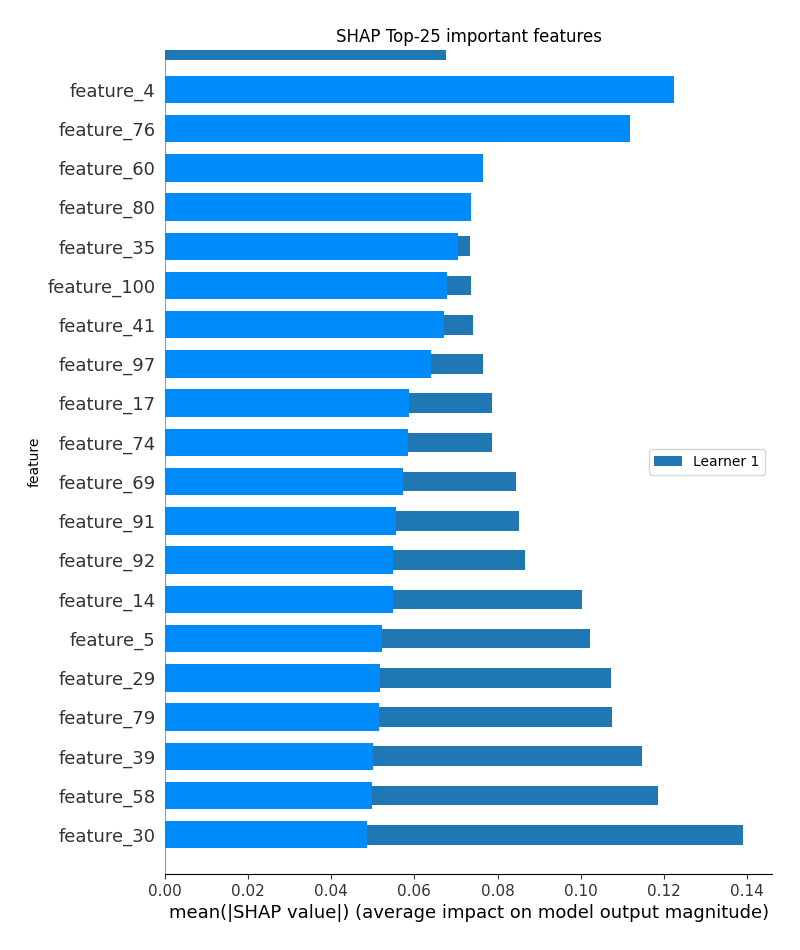 SHAP Top-25 important features
feature_4
feature_76
feature_60
feature_80
feature_35
feature_100
feature_41
feature_97
feature_17
feature_74
feature_69
feature_91
feature_92
feature_14
feature_5
feature_29
feature_79
feature_39
feature_58
feature_30
feature
Learner 1
0.00 0.02 0.04 0.06 0.08 0.10 0.12 0.14
mean(|SHAP value|) (average impact on model output magnitude)